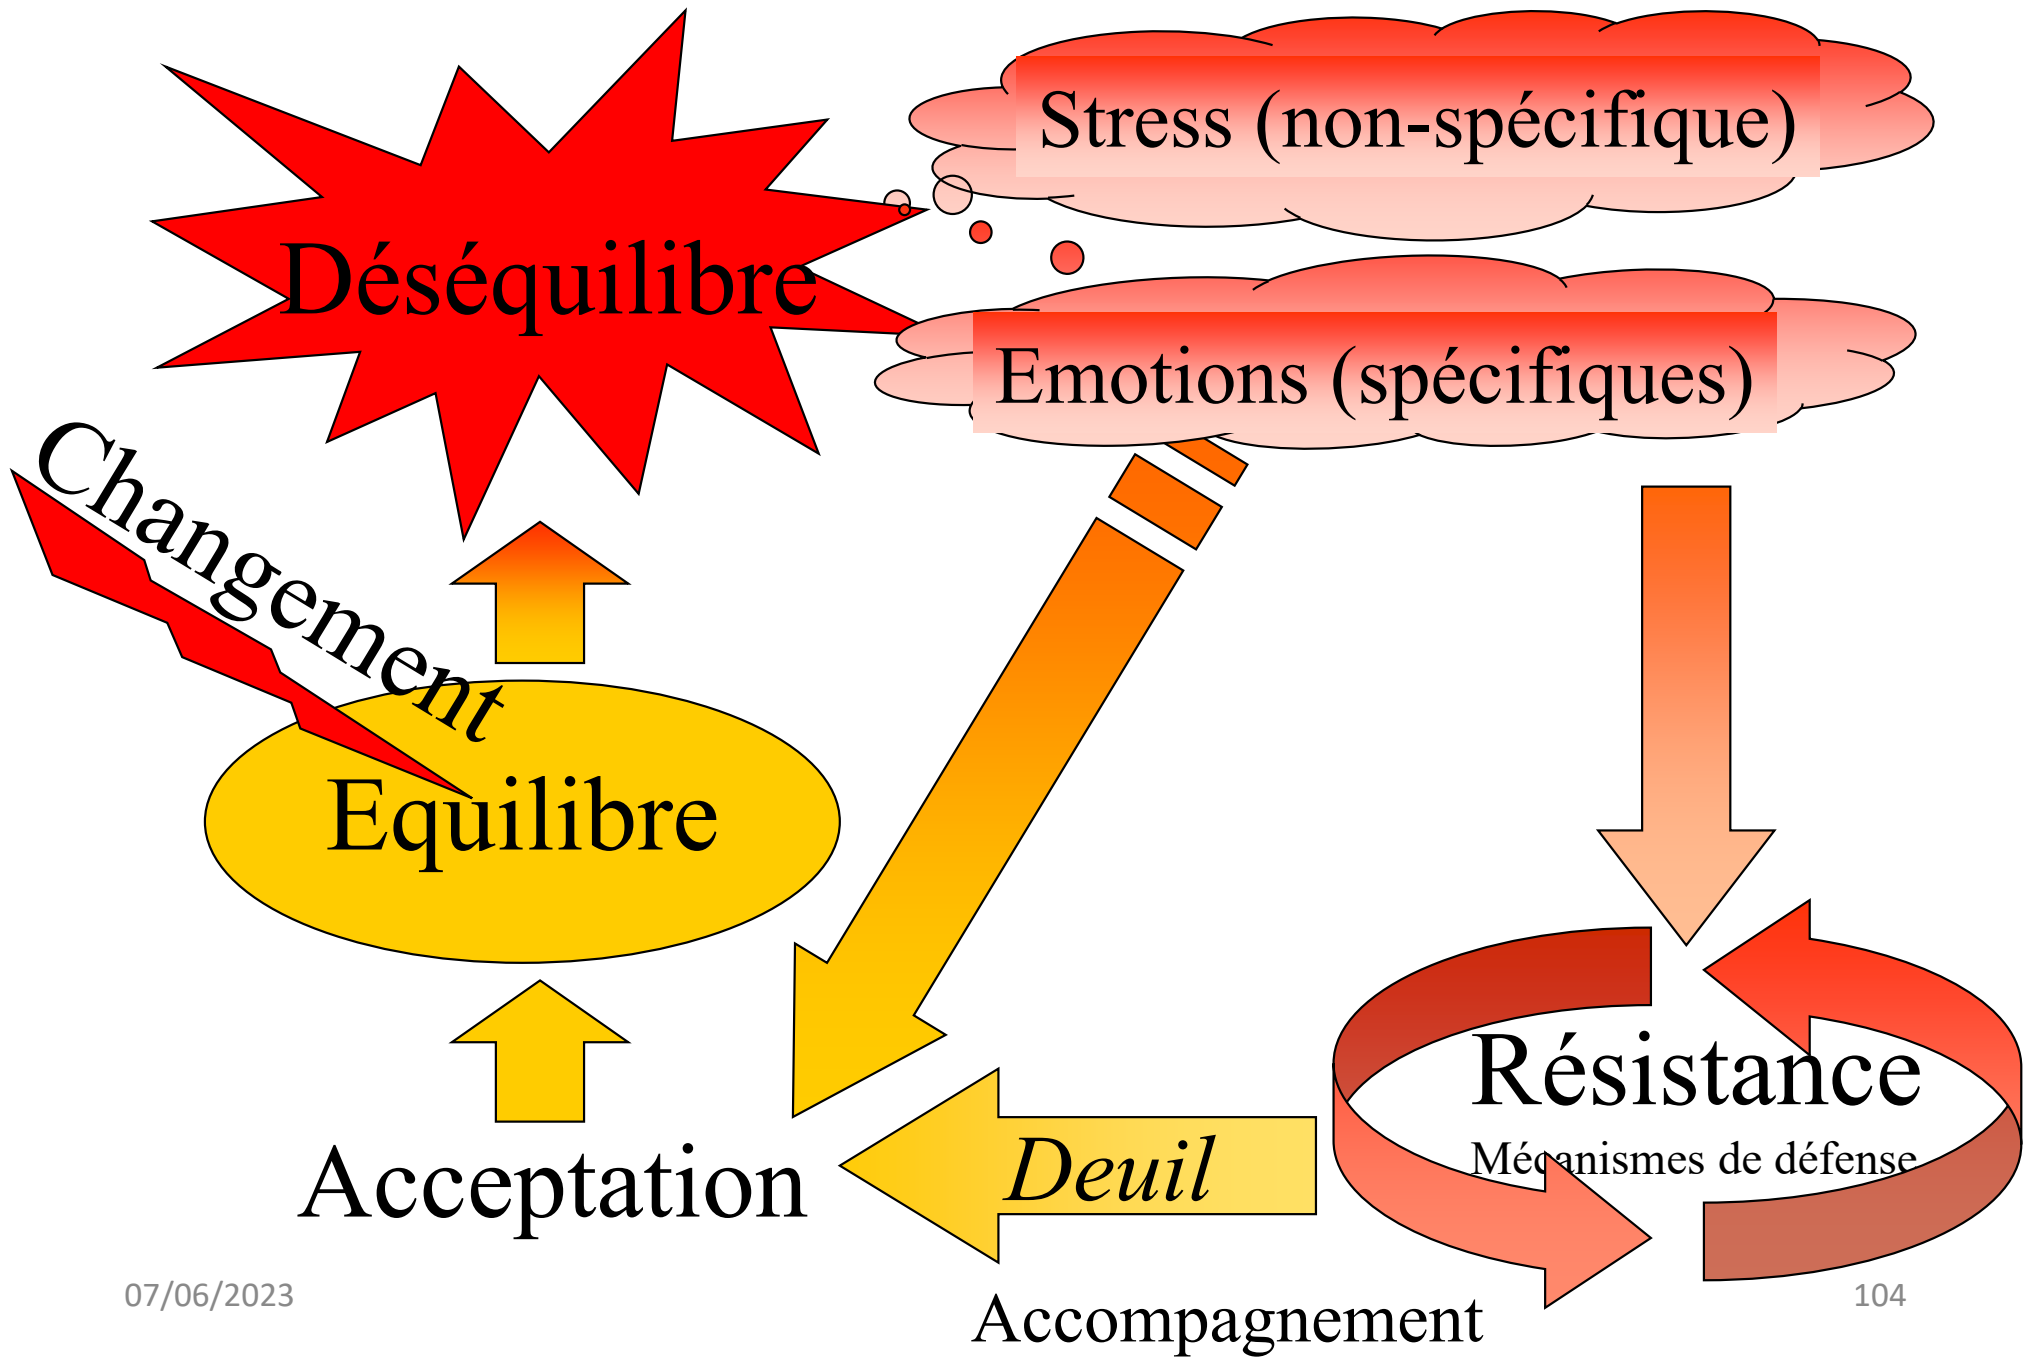 Stress (non-spécifique)
Déséquilibre
Emotions (spécifiques)
Changement
Equilibre
Résistance
Mécanismes de défense
Deuil
Acceptation
Accompagnement
07/06/2023
104